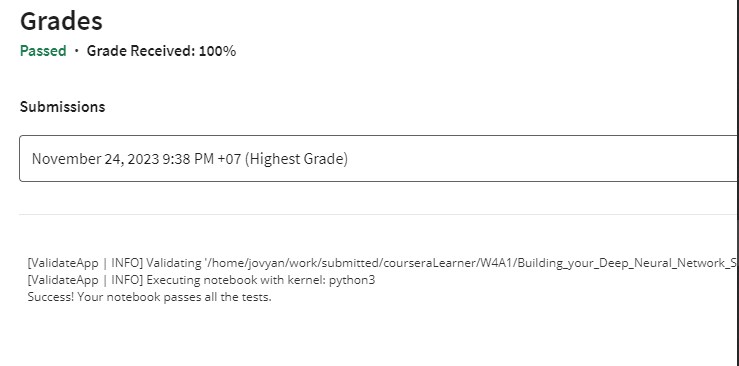 Grades
Passed · Grade Received: 100%
Submissions
November 24, 2023 9:38 PM +07 (Highest Grade)
[ValidateApp | INFO] Validating '/home/jovyan/work/submitted/courseraLearner/W4A1/Building_your_Deep_Neural_Network_S
[ValidateApp | INFO] Executing notebook with kernel: python3
Success! Your notebook passes all the tests.